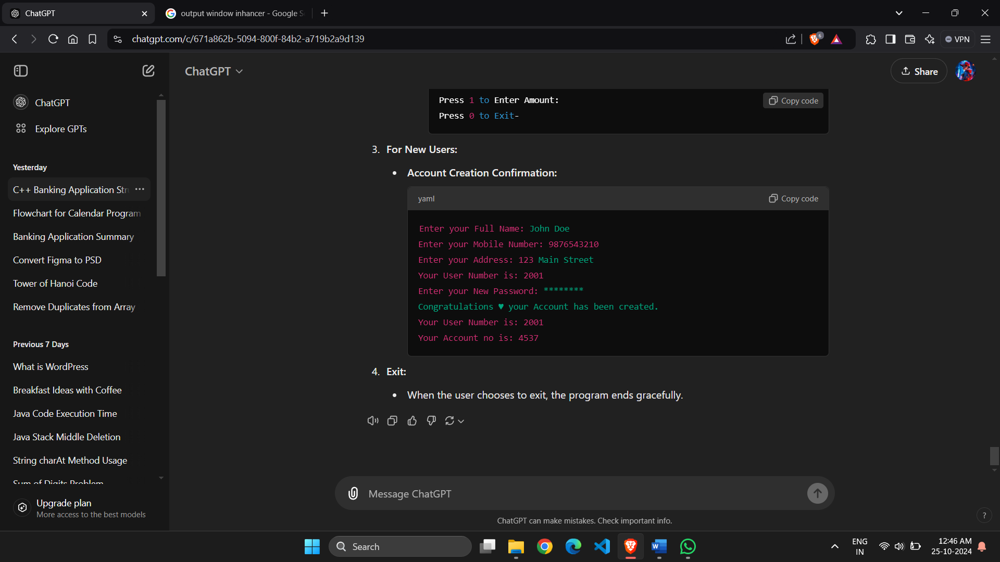 ChatGPT
output window inhancer - Google S
chatgpt.com/c/671a862b-5094-800f-84b2-a719b2a9d139
6
VPN
ChatGPT
Explore GPTs
Yesterday
C++ Banking Application Str
Flowchart for Calendar Program
Banking Application Summary
Convert Figma to PSD
Tower of Hanoi Code
Remove Duplicates from Array
Previous 7 Days
What is WordPress
Breakfast Ideas with Coffee
Java Code Execution Time
Java Stack Middle Deletion
String charAt Method Usage
Sum of Digits Problem
Upgrade plan
More access to the best models
ChatGPT
Share
Press 1 to Enter Amount:
Copy code
Press 0 to Exit-
3. For New Users:
• Account Creation Confirmation:
yaml
Copy code
Enter your Full Name: John Doe
Enter your Mobile Number: 9876543210
Enter your Address: 123 Main Street
Your User Number is: 2001
Enter your New Password: ********
Congratulations ♥ your Account has been created.
Your User Number is: 2001
Your Account no is: 4537
4. Exit:
• When the user chooses to exit, the program ends gracefully.
Message ChatGPT
ChatGPT can make mistakes. Check important info.
?
Search
ENG
IN
12:46 AM
25-10-2024